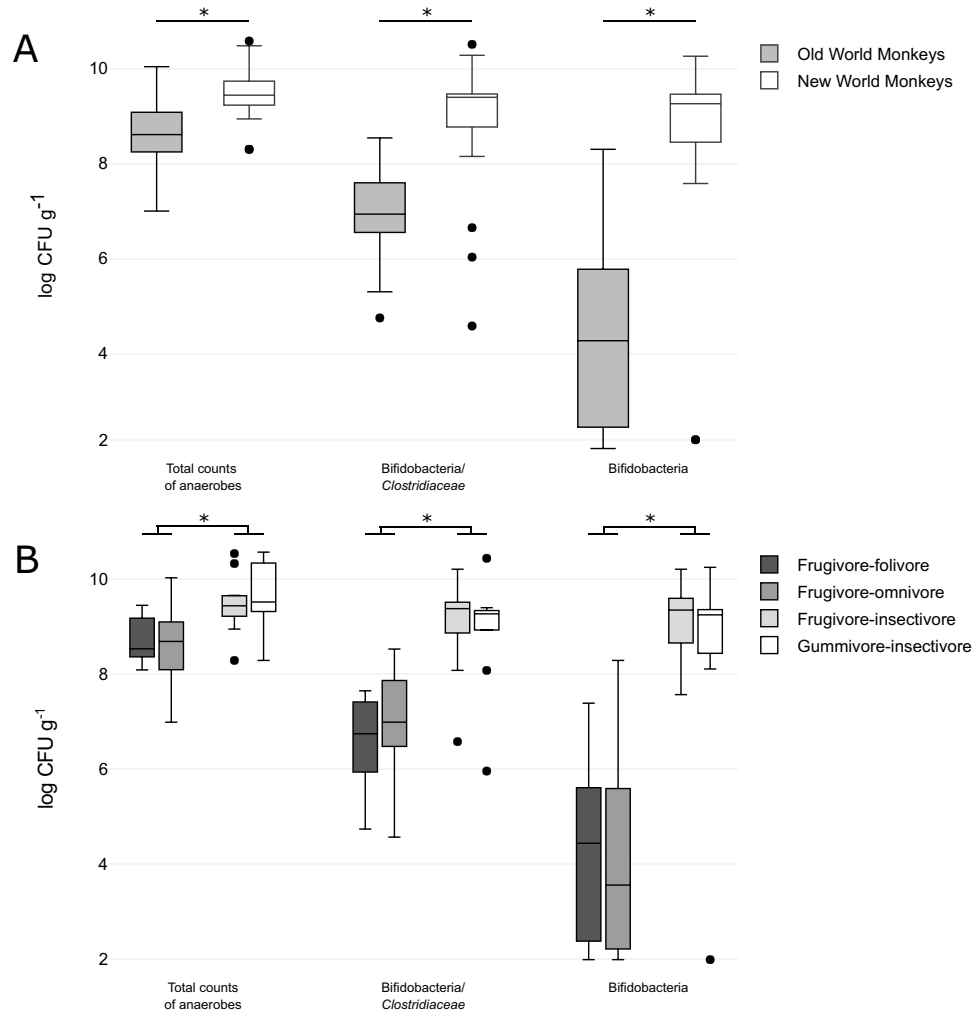 A
* * *
Old World Monkeys
New World Monkeys
log CFU g-1
10
8
6
4
2
Total counts
of anaerobes
Bifidobacteria/
Clostridiaceae
Bifidobacteria
B
* * *
Frugivore-folivore
Frugivore-omnivore
Frugivore-insectivore
Gummivore-insectivore
log CFU g-1
10
8
6
4
2
Total counts
of anaerobes
Bifidobacteria/
Clostridiaceae
Bifidobacteria